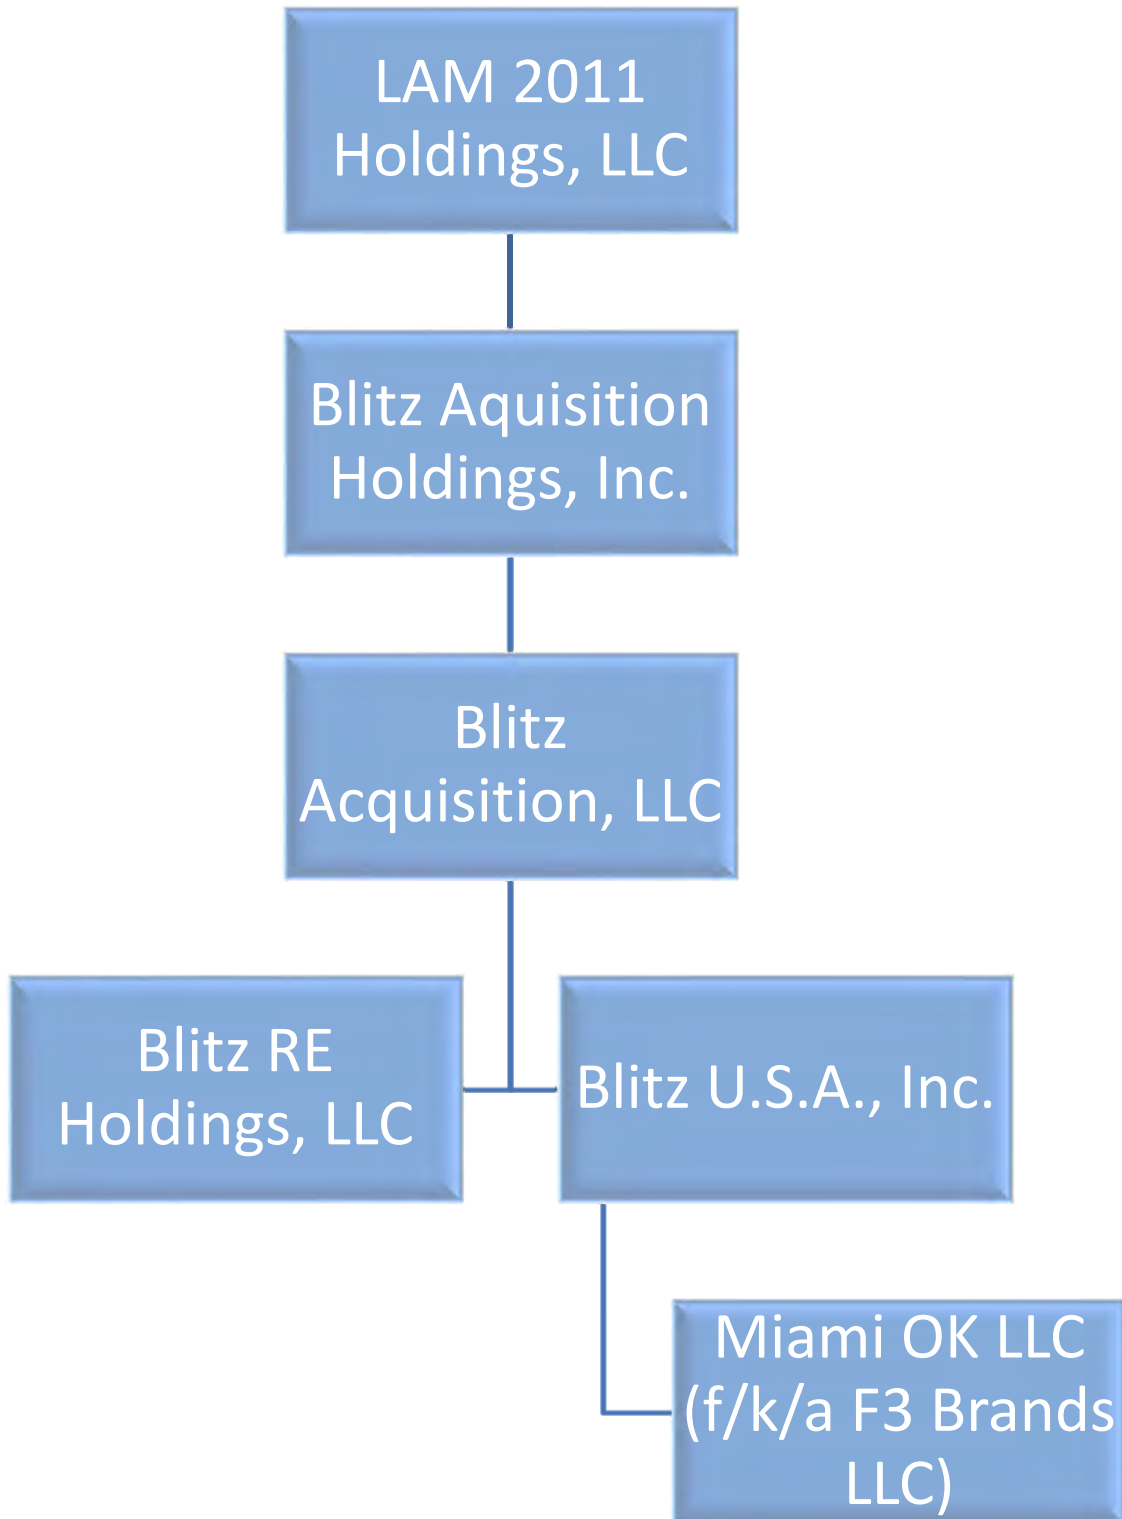 LAM 2011
Holdings, LLC
Blitz Aquisition
Holdings, Inc.
Blitz
Acquisition, LLC
Blitz RE
Holdings, LLC
Blitz U.S.A., Inc.
Miami OK LLC
(f/k/a F3 Brands
LLC)